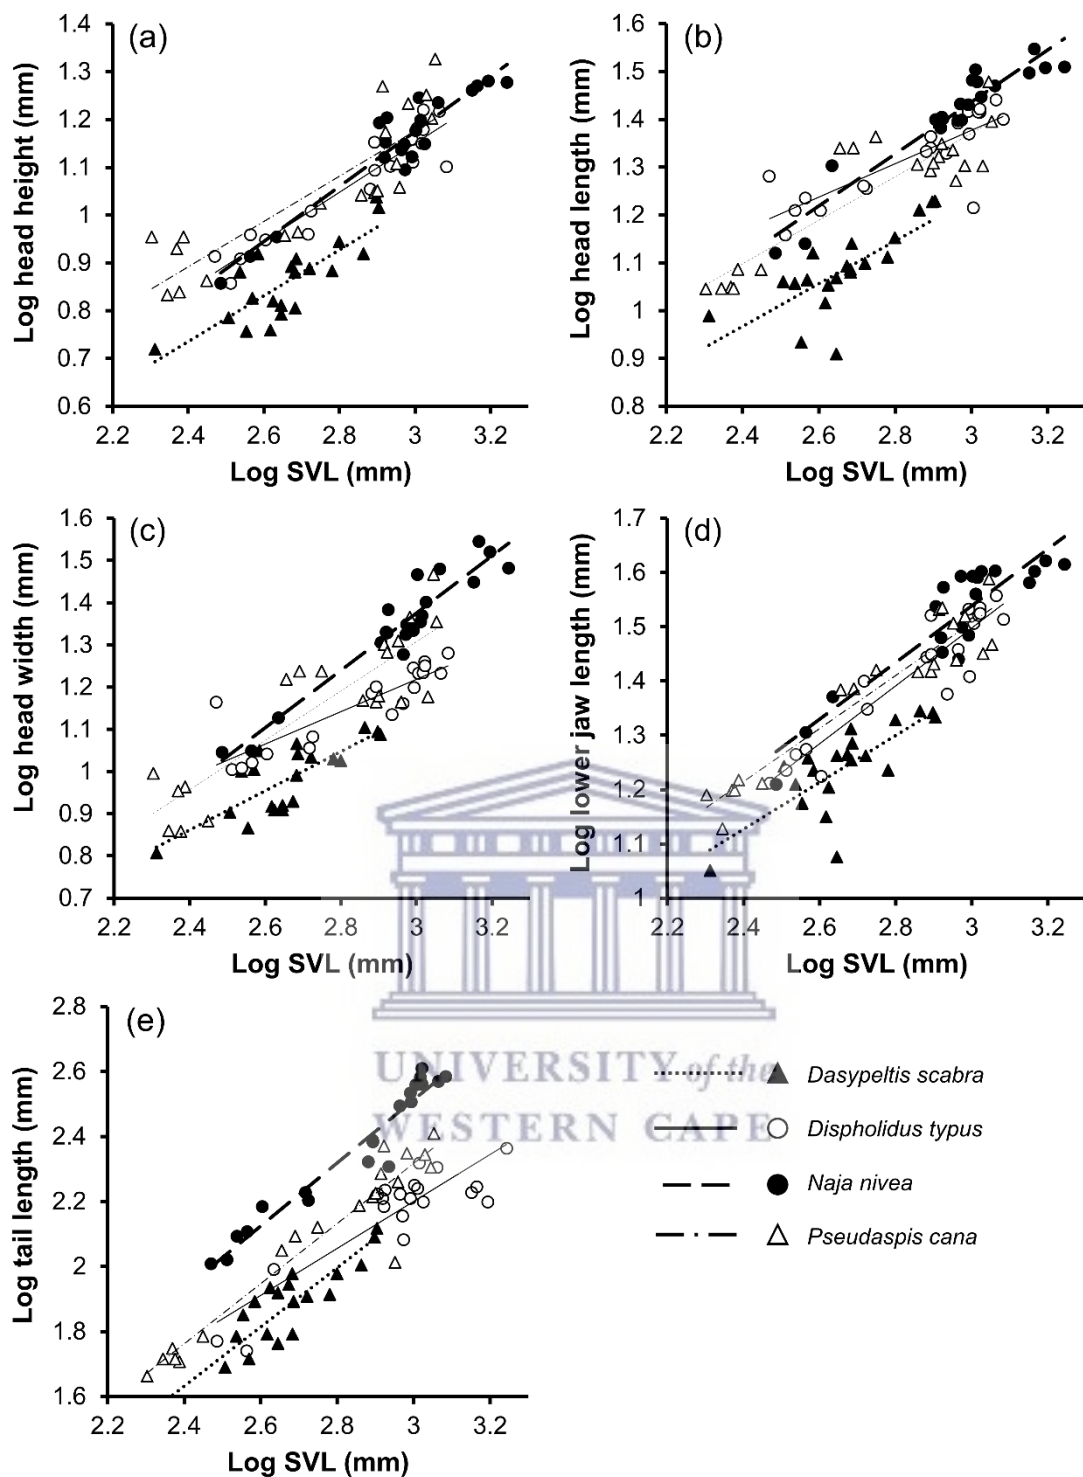 (a)
Log head height (mm)
1.4
1.3
1.2
1.1
1
0.9
0.8
0.7
0.6
2.2 2.4 2.6 2.8 3 3.2
Log SVL (mm)
(b)
Log head length (mm)
1.6
1.5
1.4
1.3
1.2
1.1
1
0.9
0.8
2.2 2.4 2.6 2.8 3 3.2
Log SVL (mm)
(c)
Log head width (mm)
1.6
1.5
1.4
1.3
1.2
1.1
1
0.9
0.8
0.7
2.2 2.4 2.6 2.8 3 3.2
Log SVL (mm)
(d)
Log lower jaw length (mm)
1.7
1.6
1.5
1.4
1.3
1.2
1.1
1
2.2 2.4 2.6 2.8 3 3.2
Log SVL (mm)
(e)
Log tail length (mm)
2.8
2.6
2.4
2.2
2
1.8
1.6
2.2 2.4 2.6 2.8 3 3.2
Log SVL (mm)
UNIVERSITY of the
WESTERN CAPE
Dasypeltis scabra
Dispholidus typus
Naja nivea
Pseudaspis cana